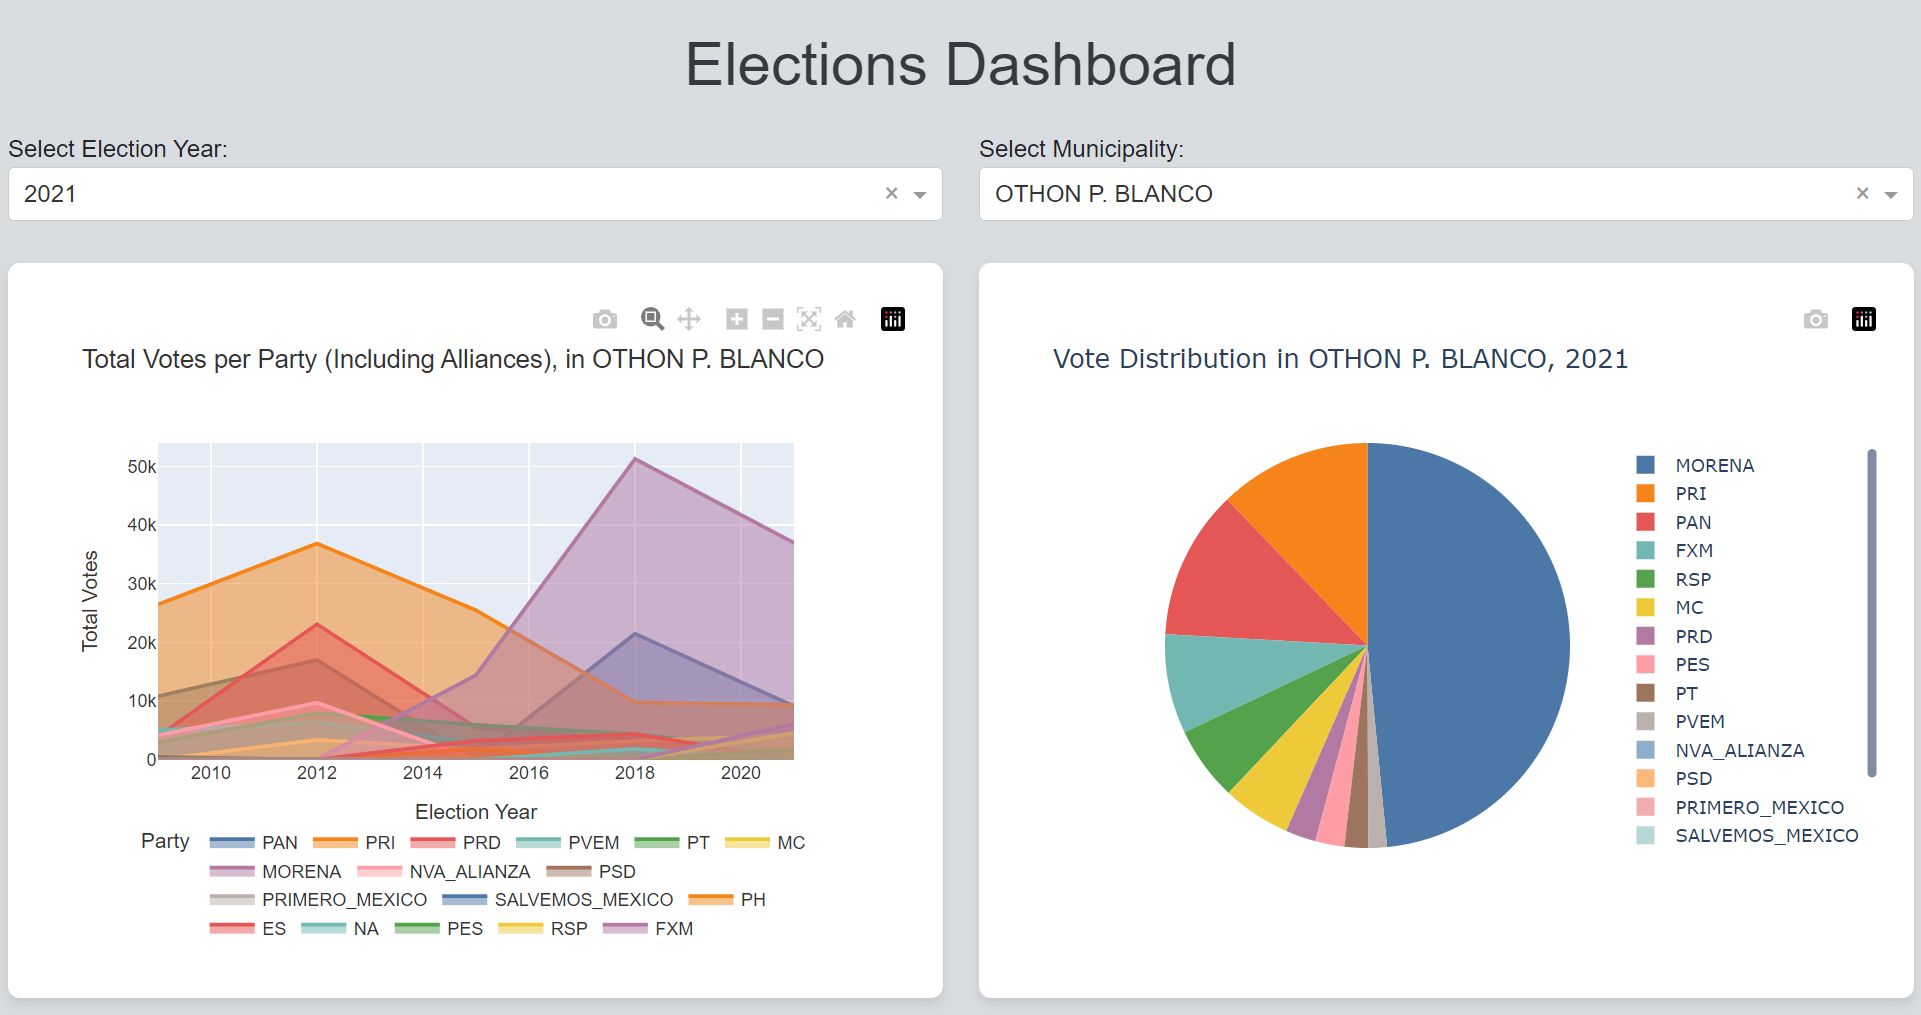 Elections Dashboard
Select Election Year:
2021
Select Municipality:
OTHON P. BLANCO
Total Votes per Party (Including Alliances), in OTHON P. BLANCO
50k
40k
30k
20k
10k
0
Total Votes
2010 2012 2014 2016 2018 2020
Election Year
Party PAN PRI PRD PVEM PT MC
MORENA NVA_ALIANZA PSD
PRIMERO_MEXICO SALVEMOS_MEXICO PH
ES NA PES RSP FXM
Vote Distribution in OTHON P. BLANCO, 2021
MORENA
PRI
PAN
FXM
RSP
MC
PRD
PES
PT
PVEM
NVA_ALIANZA
PSD
PRIMERO_MEXICO
SALVEMOS_MEXICO